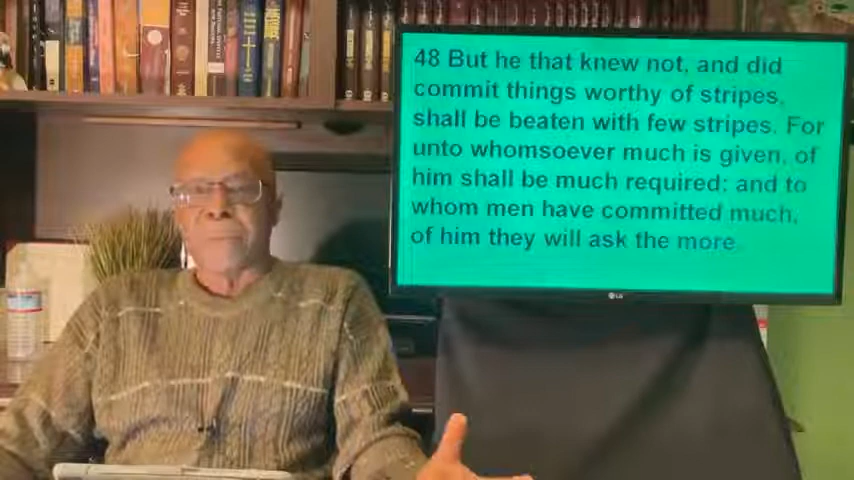 48 But he that knew not, and did
commit things worthy of stripes,
shall be beaten with few stripes. For
unto whomsoever much is given, of
him shall be much required: and to
whom men have committed much,
of him they will ask the more.
LG